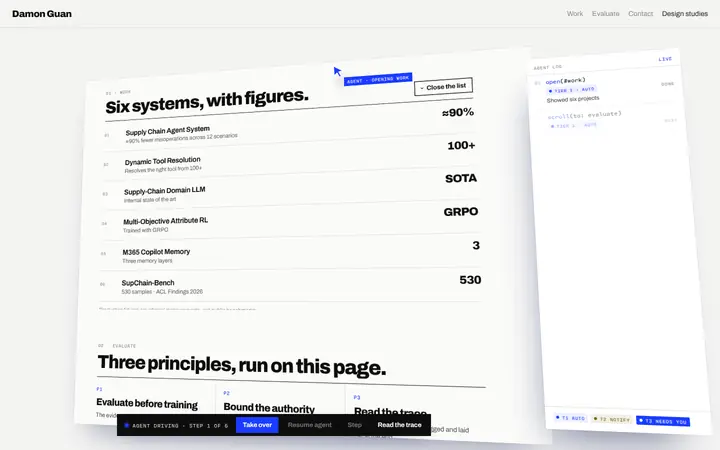 Damon Guan
Work Evaluate Contact Design studies
01 · WORK
Six systems, with figures.
AGENT · OPENING WORK
- Close the list
01 Supply Chain Agent System ≈90%
+90% fewer misoperations across 12 scenarios
02 Dynamic Tool Resolution 100+
Resolves the right tool from 100+
03 Supply-Chain Domain LLM SOTA
Internal state of the art
04 Multi-Objective Attribute RL GRPO
Trained with GRPO
05 M365 Copilot Memory 3
Three memory layers
06 SupChain-Bench 530
530 samples · ACL Findings 2026
02 · EVALUATE
Three principles, run on this page.
P1
Evaluate before training
P2
Bound the authority
P3
Read the trace
AGENT DRIVING · STEP 1 OF 6 Take over Resume agent Step Read the trace
AGENT LOG LIVE
01 open(#work)
TIER 1 · AUTO DONE
Showed six projects
scroll(to: evaluate)
TIER 1 · AUTO NEXT
T1 AUTO T2 NOTIFY T3 NEEDS YOU